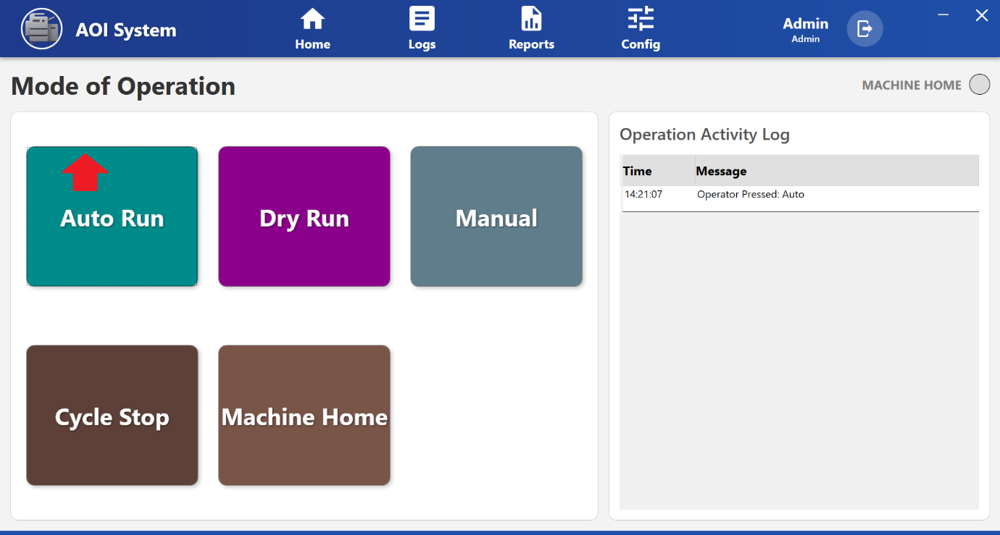 AOI System
Home
Logs
Reports
Config
Admin
Admin
Mode of Operation
MACHINE HOME
Auto Run
Dry Run
Manual
Cycle Stop
Machine Home
Operation Activity Log
Time Message
14:21:07 Operator Pressed: Auto